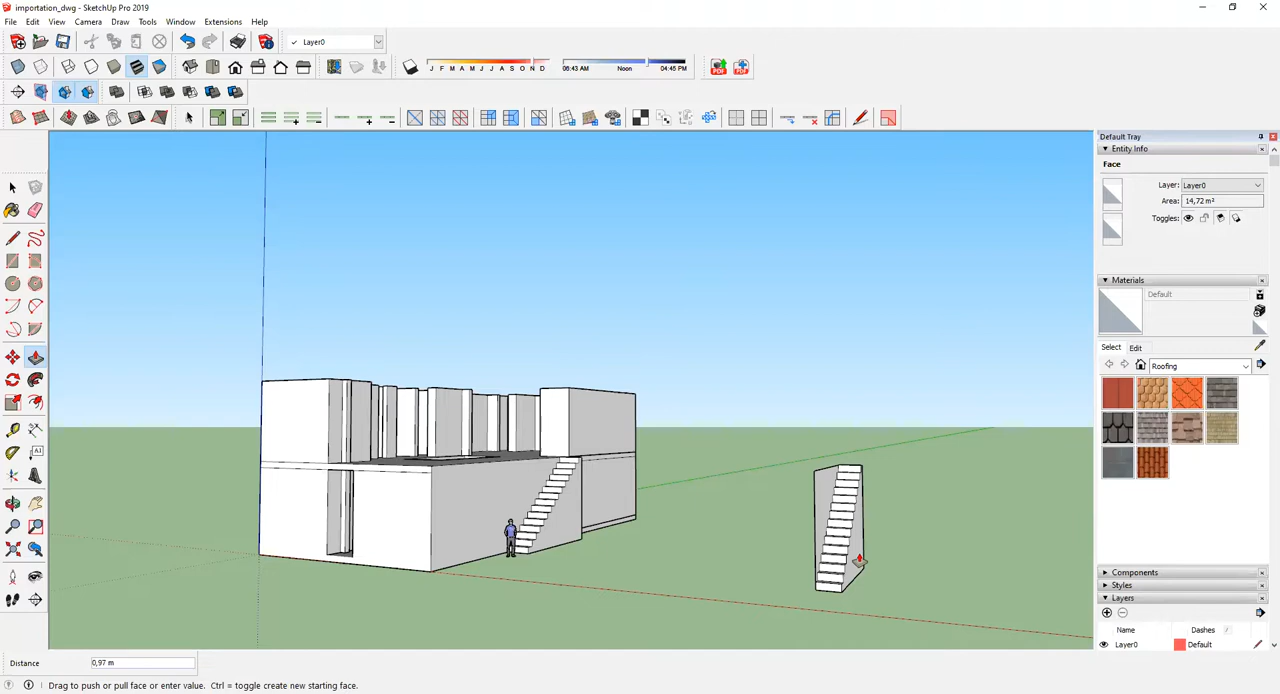 importation_dwg - SketchUp Pro 2019
File Edit View Camera Draw Tools Window Extensions Help
Layer0
J F M A M J J A S O N D
06:43 AM Noon 04:45 PM
PDF PDF
Default Tray
Entity Info
Face
Layer: Layer0
Area: 14,72 m²
Toggles:
Materials
Default
Select Edit
Roofing
Components
Styles
Layers
Name Dashes
Layer0 Default
Distance 0,97 m
Drag to push or pull face or enter value. Ctrl = toggle create new starting face.